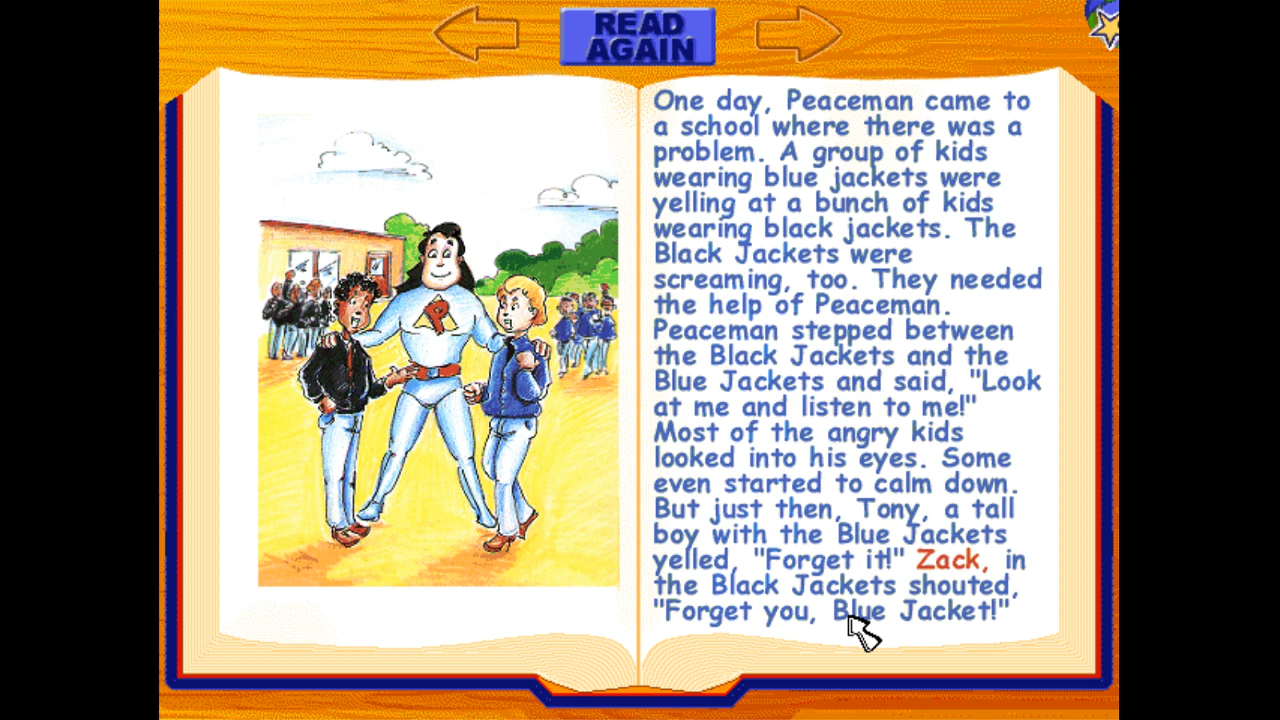 READ
AGAIN
One day, Peaceman came to
a school where there was a
problem. A group of kids
wearing blue jackets were
yelling at a bunch of kids
wearing black jackets. The
Black Jackets were
screaming, too. They needed
the help of Peaceman.
Peaceman stepped between
the Black Jackets and the
Blue Jackets and said, "Look
at me and listen to me!"
Most of the angry kids
looked into his eyes. Some
even started to calm down.
But just then, Tony, a tall
boy with the Blue Jackets
yelled, "Forget it!" Zack, in
the Black Jackets shouted,
"Forget you, Blue Jacket!"
P